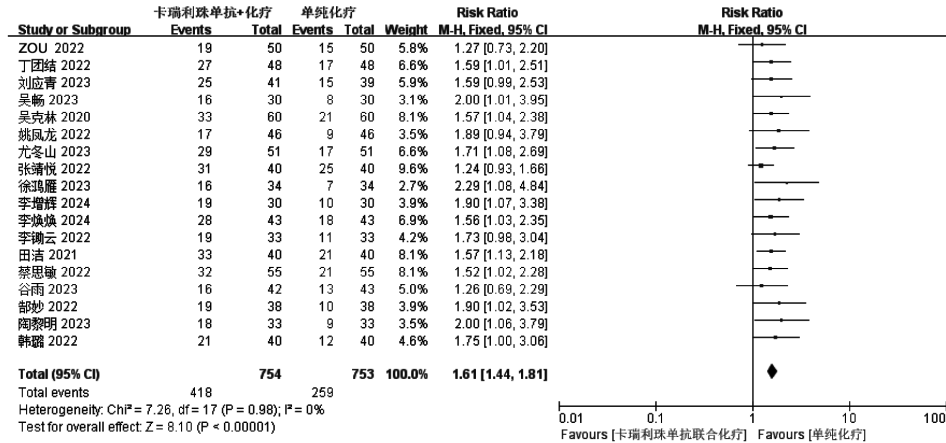 卡瑞利珠单抗+化疗 单纯化疗 Risk Ratio Risk Ratio
Study or Subgroup Events Total Events Total Weight M-H, Fixed, 95% CI M-H, Fixed, 95% CI
ZOU 2022 19 50 15 50 5.8% 1.27 [0.73, 2.20]
丁团结 2022 27 48 17 48 6.6% 1.59 [1.01, 2.51]
刘应青 2023 25 41 15 39 5.9% 1.59 [0.99, 2.53]
吴畅 2023 16 30 8 30 3.1% 2.00 [1.01, 3.95]
吴克林 2020 33 60 21 60 8.1% 1.57 [1.04, 2.38]
姚凤龙 2022 17 46 9 46 3.5% 1.89 [0.94, 3.79]
尤冬山 2023 29 51 17 51 6.6% 1.71 [1.08, 2.69]
张靖悦 2022 31 40 25 40 9.7% 1.24 [0.93, 1.66]
徐鸿雁 2023 16 34 7 34 2.7% 2.29 [1.08, 4.84]
李增辉 2024 19 30 10 30 3.9% 1.90 [1.07, 3.38]
李焕焕 2024 28 43 18 43 7.0% 1.56 [1.03, 2.35]
李锄云 2022 19 33 11 33 4.2% 1.73 [0.98, 3.04]
田洁 2021 33 40 21 40 8.1% 1.57 [1.13, 2.18]
蔡思敏 2022 32 55 21 55 8.1% 1.52 [1.02, 2.28]
谷雨 2023 16 42 13 43 5.0% 1.26 [0.69, 2.29]
郜妙 2022 19 38 10 38 3.9% 1.90 [1.02, 3.53]
陶黎明 2023 18 33 9 33 3.5% 2.00 [1.06, 3.79]
韩璐 2022 21 40 12 40 4.6% 1.75 [1.00, 3.06]
Total (95% CI) 754 753 100.0% 1.61 [1.44, 1.81]
Total events 418 259
Heterogeneity: Chi² = 7.26, df = 17 (P = 0.98); I² = 0%
Test for overall effect: Z = 8.10 (P < 0.00001)
0.01 0.1 1 10 100
Favours [卡瑞利珠单抗联合化疗] Favours [单纯化疗]